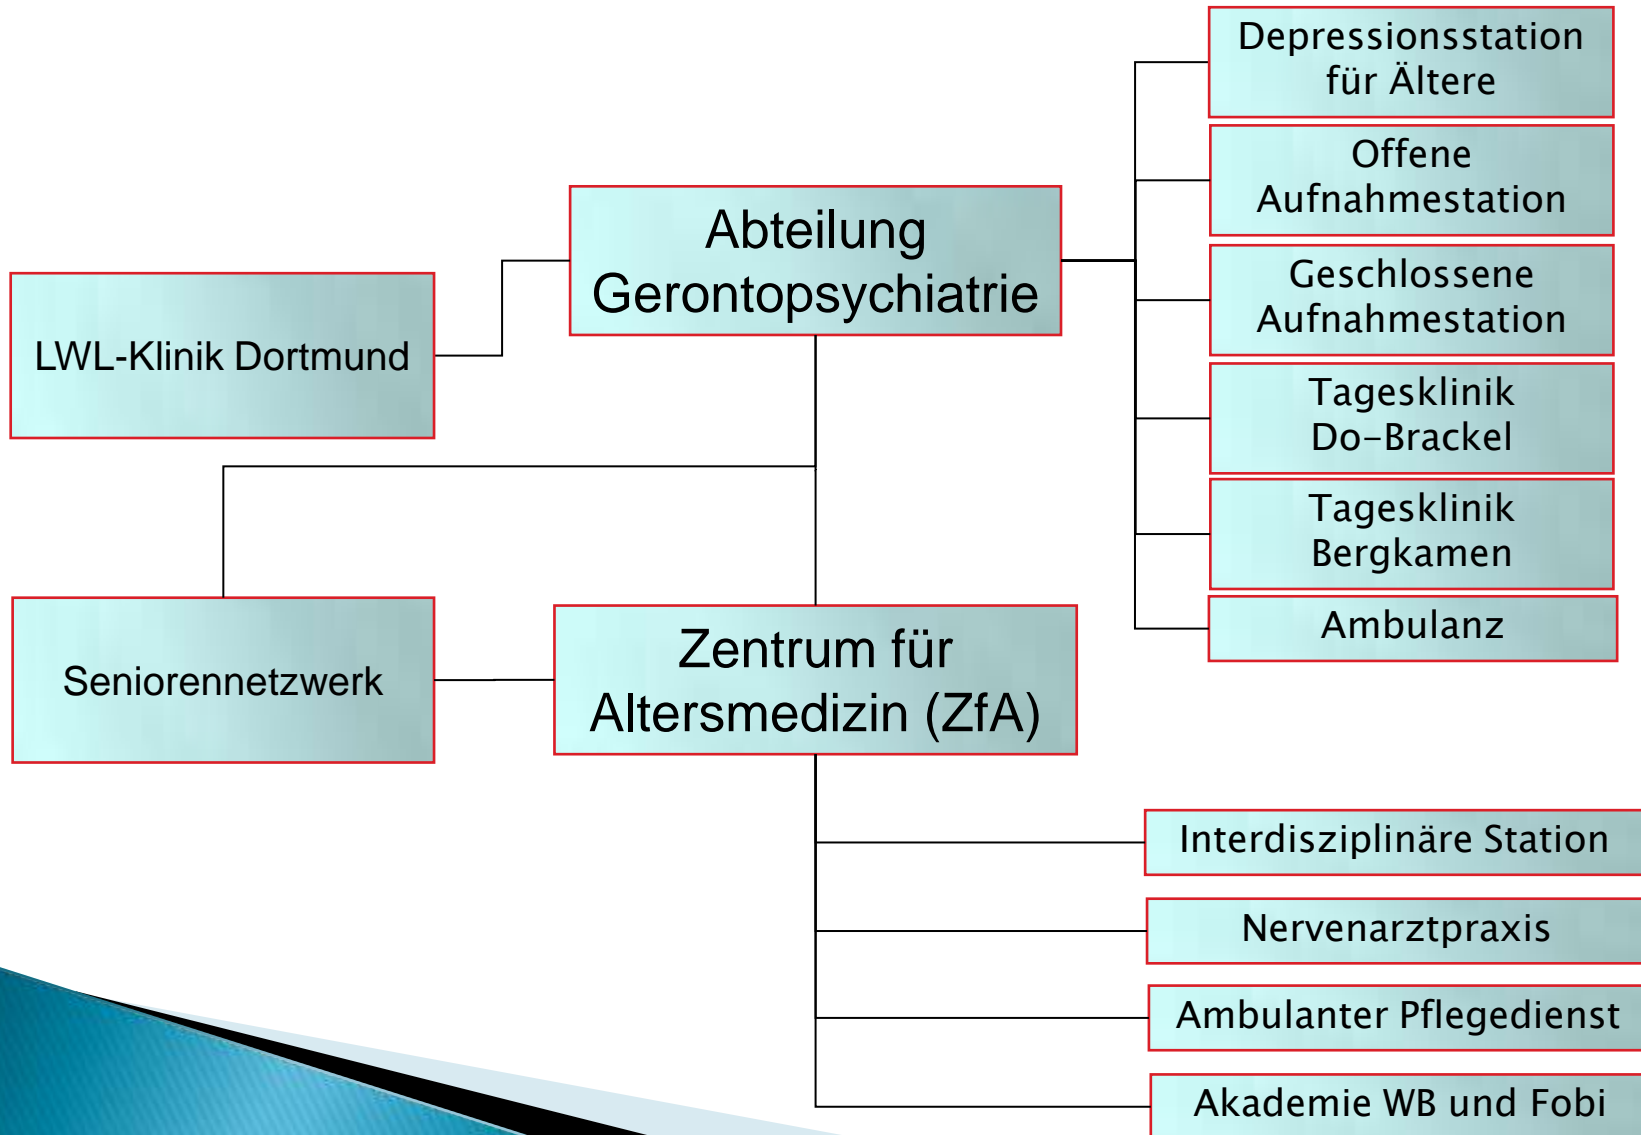 Depressionsstation
für Ältere
Offene
Aufnahmestation
Abteilung
Gerontopsychiatrie
Geschlossene
Aufnahmestation
LWL-Klinik Dortmund
Tagesklinik
Do-Brackel
Tagesklinik
Bergkamen
Ambulanz
Seniorennetzwerk
Zentrum für
Altersmedizin (ZfA)
Interdisziplinäre Station
Nervenarztpraxis
Ambulanter Pflegedienst
Akademie WB und Fobi